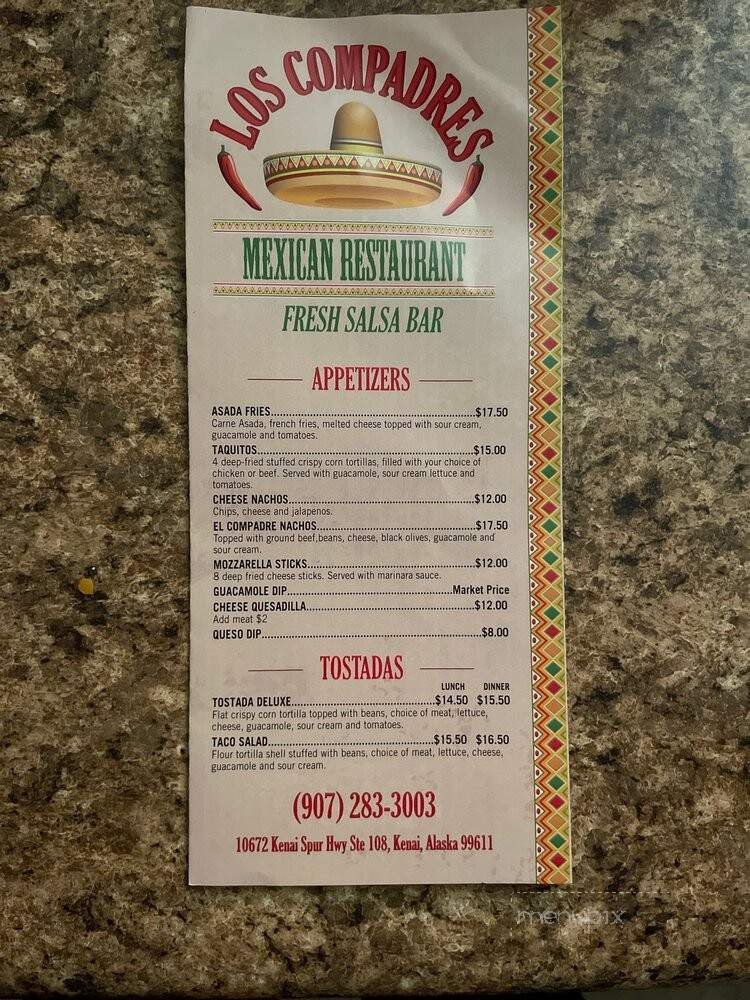 LOS COMPADRES
MEXICAN RESTAURANT
FRESH SALSA BAR
APPETIZERS
ASADA FRIES....................$17.50
Carne Asada, french fries, melted cheese topped with sour cream,
guacamole and tomatoes.
TAQUITOS....................$15.00
4 deep-fried stuffed crispy corn tortillas, filled with your choice of
chicken or beef. Served with guacamole, sour cream lettuce and
tomatoes.
CHEESE NACHOS....................$12.00
Chips, cheese and jalapenos.
EL COMPADRE NACHOS....................$17.50
Topped with ground beef,beans, cheese, black olives, guacamole and
sour cream.
MOZZARELLA STICKS....................$12.00
8 deep fried cheese sticks. Served with marinara sauce.
GUACAMOLE DIP....................Market Price
CHEESE QUESADILLA....................$12.00
Add meat $2
QUESO DIP....................$8.00
TOSTADAS
LUNCH DINNER
TOSTADA DELUXE....................$14.50 $15.50
Flat crispy corn tortilla topped with beans, choice of meat, lettuce,
cheese, guacamole, sour cream and tomatoes.
TACO SALAD....................$15.50 $16.50
Flour tortilla shell stuffed with beans, choice of meat, lettuce, cheese,
guacamole and sour cream.
(907) 283-3003
10672 Kenai Spur Hwy Ste 108, Kenai, Alaska 99611
menupix